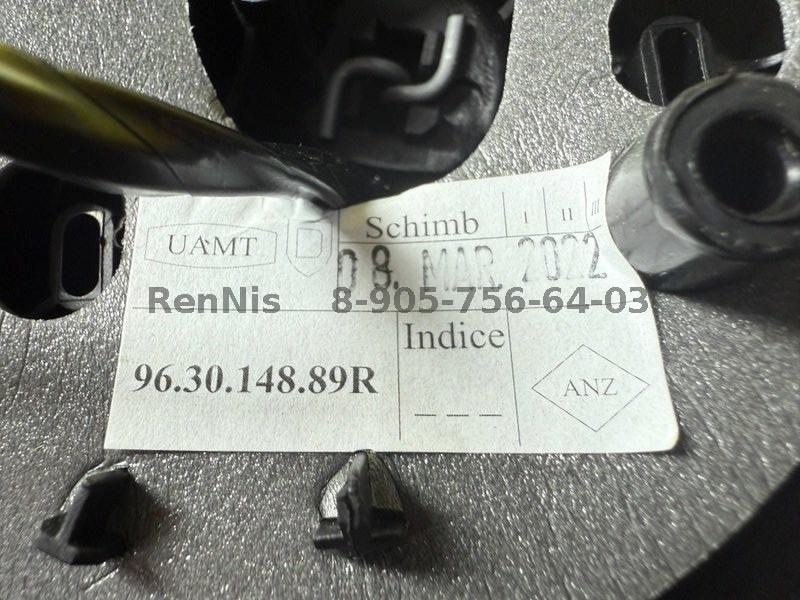 Schimb I II III
UAMT D 08. MAR 2022
RenNis 8-905-756-64-03
Indice
96.30.148.89R ANZ
_ _ _